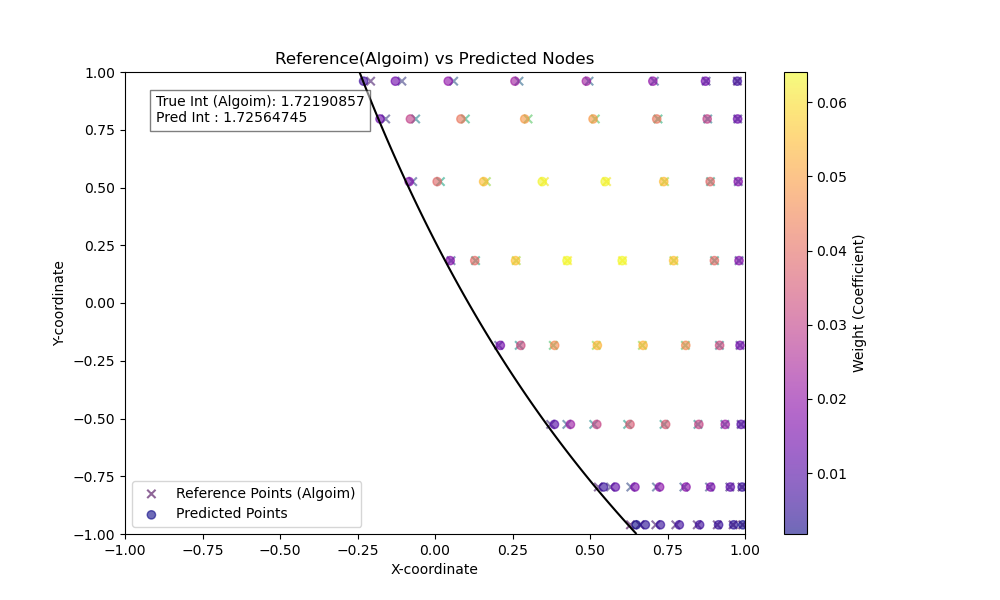 Reference(Algoim) vs Predicted Nodes
True Int (Algoim): 1.72190857
Pred Int : 1.72564745
1.00
0.75
0.50
0.25
0.00
−0.25
−0.50
−0.75
−1.00
Y-coordinate
Reference Points (Algoim)
Predicted Points
−1.00 −0.75 −0.50 −0.25 0.00 0.25 0.50 0.75 1.00
X-coordinate
0.06
0.05
0.04
0.03
0.02
0.01
Weight (Coefficient)